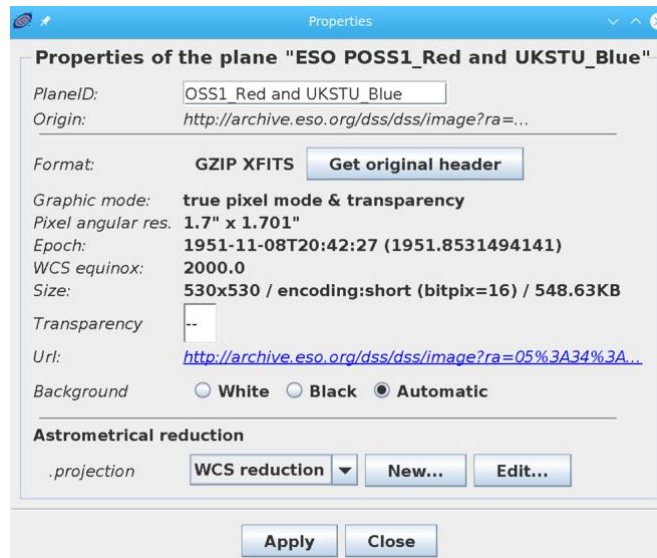 Properties
Properties of the plane "ESO POSS1_Red and UKSTU_Blue"
PlaneID: OSS1_Red and UKSTU_Blue
Origin: http://archive.eso.org/dss/dss/image?ra=...
Format: GZIP XFITS Get original header
Graphic mode: true pixel mode & transparency
Pixel angular res. 1.7" x 1.701"
Epoch: 1951-11-08T20:42:27 (1951.8531494141)
WCS equinox: 2000.0
Size: 530x530 / encoding:short (bitpix=16) / 548.63KB
Transparency --
Url: http://archive.eso.org/dss/dss/image?ra=05%3A34%3A...
Background White Black Automatic
Astrometrical reduction
.projection WCS reduction New... Edit...
Apply Close